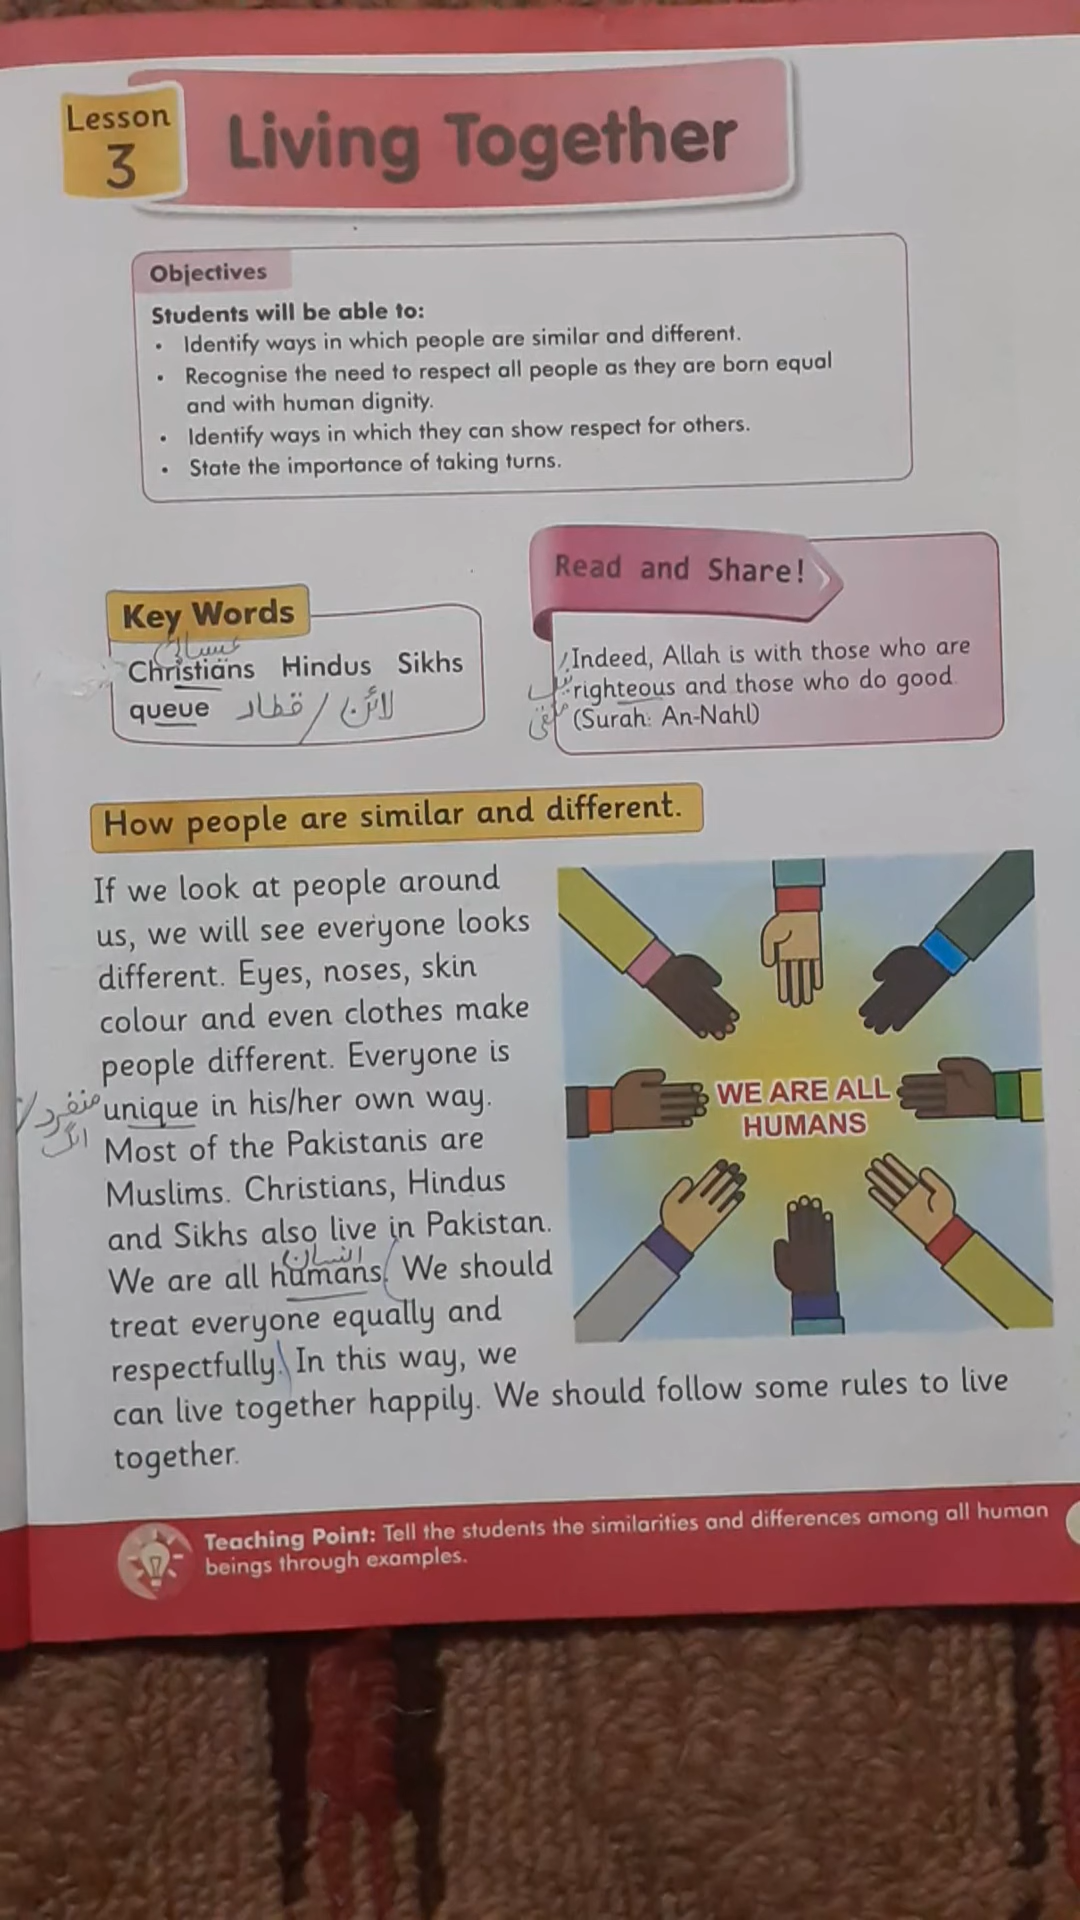 Lesson
3
Living Together
Objectives
Students will be able to:
• Identify ways in which people are similar and different.
• Recognise the need to respect all people as they are born equal
and with human dignity.
• Identify ways in which they can show respect for others.
• State the importance of taking turns.
Key Words
عیسائی
Christians Hindus Sikhs
queue قطار / لائن
Read and Share!
Indeed, Allah is with those who are
righteous and those who do good.
(Surah: An-Nahl)
نیک
متقی
How people are similar and different.
If we look at people around
us, we will see everyone looks
different. Eyes, noses, skin
colour and even clothes make
people different. Everyone is
منفرد /
unique in his/her own way.
Most of the Pakistanis are
Muslims. Christians, Hindus
and Sikhs also live in Pakistan.
انسان
We are all humans. We should
treat everyone equally and
respectfully. In this way, we
can live together happily. We should follow some rules to live
together.
WE ARE ALL
HUMANS
Teaching Point: Tell the students the similarities and differences among all human
beings through examples.